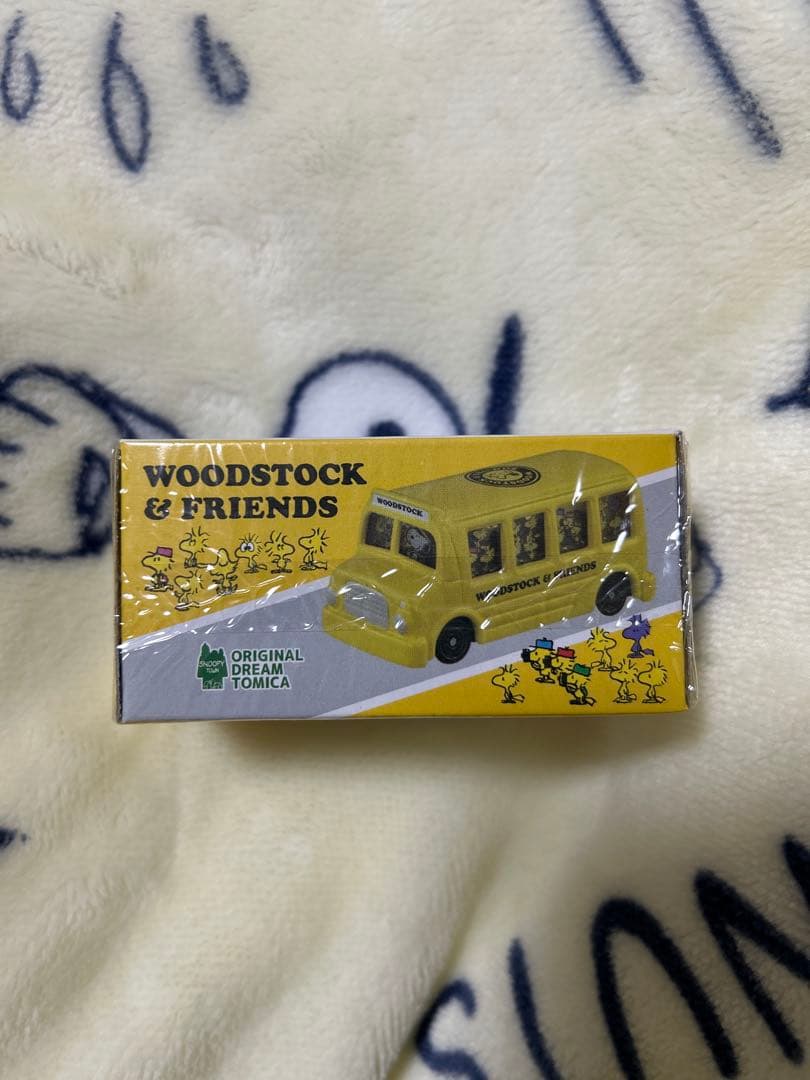 WOODSTOCK
& FRIENDS
WOODSTOCK
WOODSTOCK & FRIENDS
SNOOPY
TOWN
ORIGINAL
DREAM
TOMICA